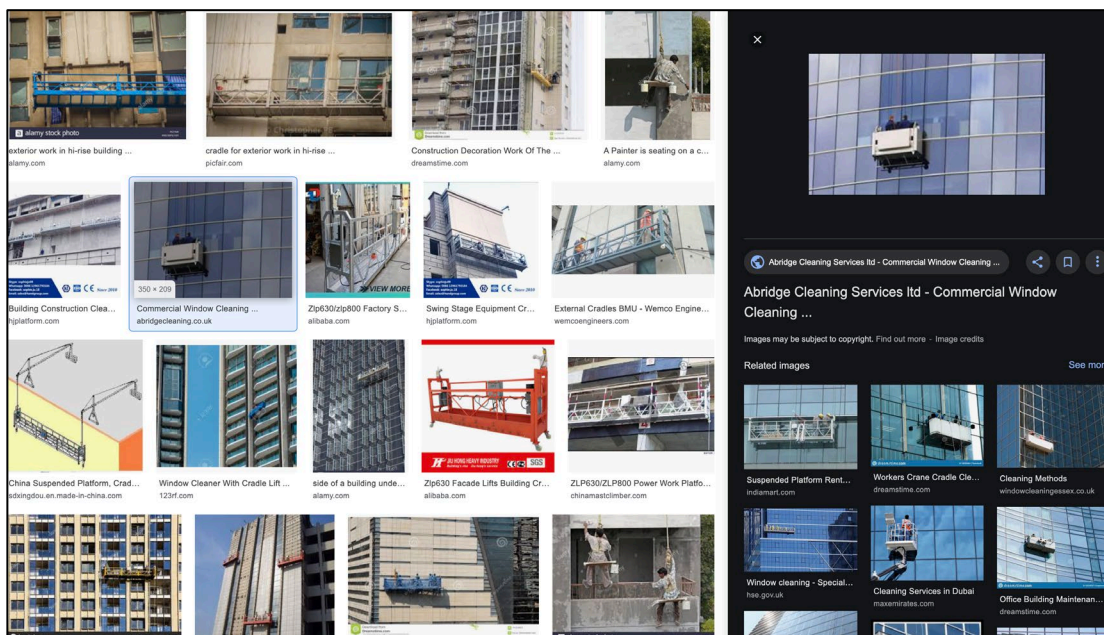 alamy stock photo
exterior work in hi-rise building ...
alamy.com
cradle for exterior work in hi-rise ...
picfair.com
Construction Decoration Work Of The ...
dreamstime.com
A Painter is seating on a c...
alamy.com
Building Construction Clea...
hjplatform.com
350 × 209
Commercial Window Cleaning ...
abridgecleaning.co.uk
VIEW MORE
Zlp630/zlp800 Factory S...
alibaba.com
Swing Stage Equipment Cr...
hjplatform.com
External Cradles BMU - Wemco Engine...
wemcoengineers.com
China Suspended Platform, Crad...
sdxingdou.en.made-in-china.com
Window Cleaner With Cradle Lift ...
123rf.com
side of a building unde...
alamy.com
JIU HONG HEAVY INDUSTRY
SGS
Zlp630 Facade Lifts Building Cr...
alibaba.com
ZLP630/ZLP800 Power Work Platfo...
chinamastclimber.com
Abridge Cleaning Services ltd - Commercial Window Cleaning ...
Abridge Cleaning Services ltd - Commercial Window
Cleaning ...
Images may be subject to copyright. Find out more - Image credits
Related images
See mor
Suspended Platform Rent...
indiamart.com
Workers Crane Cradle Cle...
dreamstime.com
Cleaning Methods
windowcleaningessex.co.uk
Window cleaning - Special...
hse.gov.uk
Cleaning Services in Dubai
maxemirates.com
Office Building Maintenan...
dreamstime.com